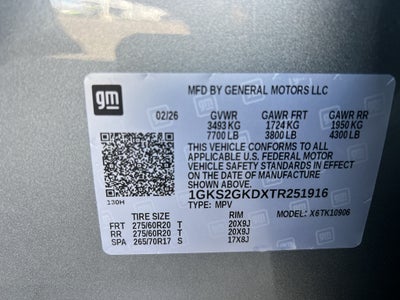 gm
MFD BY GENERAL MOTORS LLC
02/26 GVWR GAWR FRT GAWR RR
3493 KG 1724 KG 1950 KG
7700 LB 3800 LB 4300 LB
THIS VEHICLE CONFORMS TO ALL
APPLICABLE U.S. FEDERAL MOTOR
VEHICLE SAFETY STANDARDS IN EFFECT
ON THE DATE OF MANUFACTURE
SHOWN ABOVE.
1GKS2GKDXTR251916
130H TYPE: MPV
TIRE SIZE RIM MODEL: X6TK10906
FRT 275/60R20 T 20X9J
RR 275/60R20 T 20X9J
SPA 265/70R17 S 17X8J